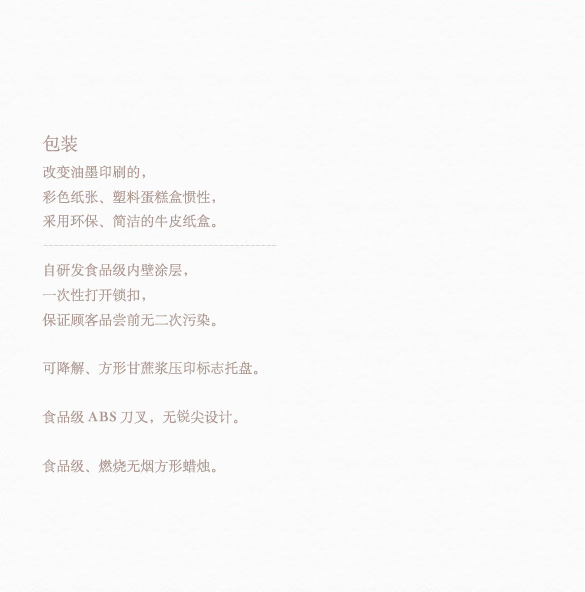 包装
改变油墨印刷的，
彩色纸张、塑料蛋糕盒惯性，
采用环保、简洁的牛皮纸盒。
自研发食品级内壁涂层，
一次性打开锁扣，
保证顾客品尝前无二次污染。
可降解、方形甘蔗浆压印标志托盘。
食品级 ABS 刀叉，无锐尖设计。
食品级、燃烧无烟方形蜡烛。